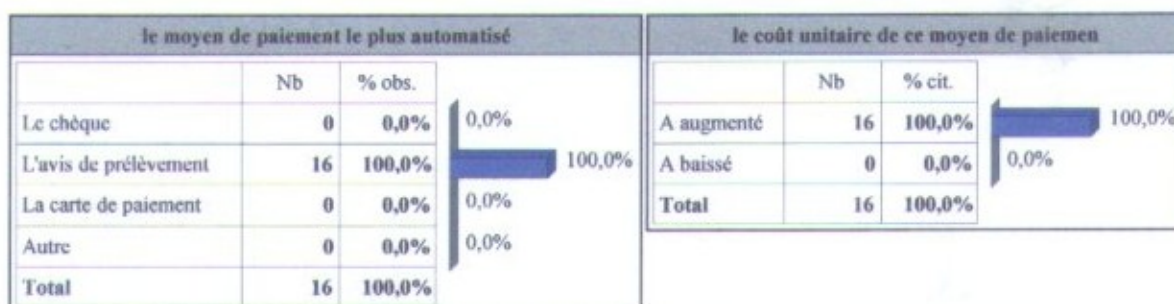 le moyen de paiement le plus automatisé
Nb % obs.
Le chèque 0 0,0% 0,0%
L'avis de prélèvement 16 100,0% 100,0%
La carte de paiement 0 0,0% 0,0%
Autre 0 0,0% 0,0%
Total 16 100,0%
le coût unitaire de ce moyen de paiemen
Nb % cit.
A augmenté 16 100,0% 100,0%
A baissé 0 0,0% 0,0%
Total 16 100,0%